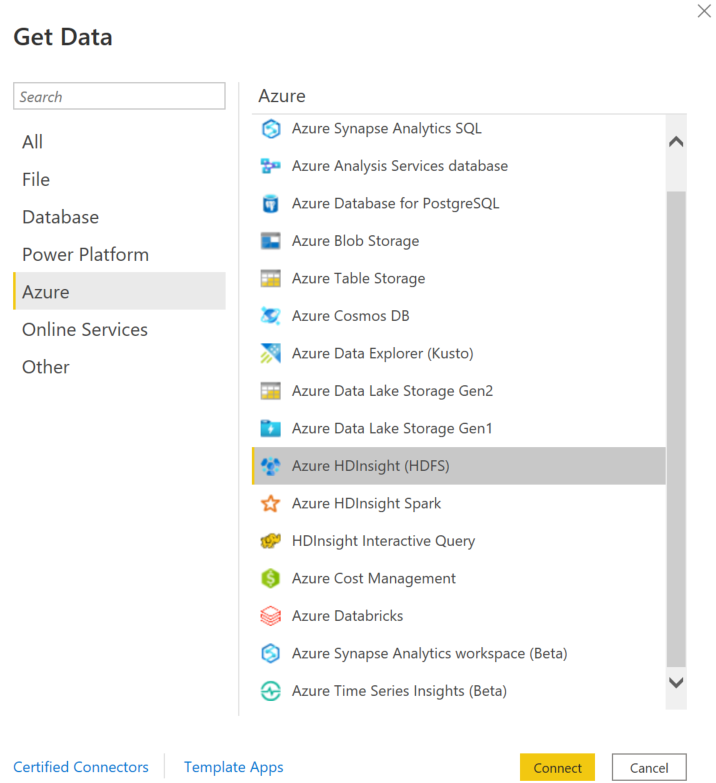 Get Data
Search
All
File
Database
Power Platform
Azure
Online Services
Other
Azure
Azure Synapse Analytics SQL
Azure Analysis Services database
Azure Database for PostgreSQL
Azure Blob Storage
Azure Table Storage
Azure Cosmos DB
Azure Data Explorer (Kusto)
Azure Data Lake Storage Gen2
Azure Data Lake Storage Gen1
Azure HDInsight (HDFS)
Azure HDInsight Spark
HDInsight Interactive Query
Azure Cost Management
Azure Databricks
Azure Synapse Analytics workspace (Beta)
Azure Time Series Insights (Beta)
Certified Connectors
Template Apps
Connect
Cancel